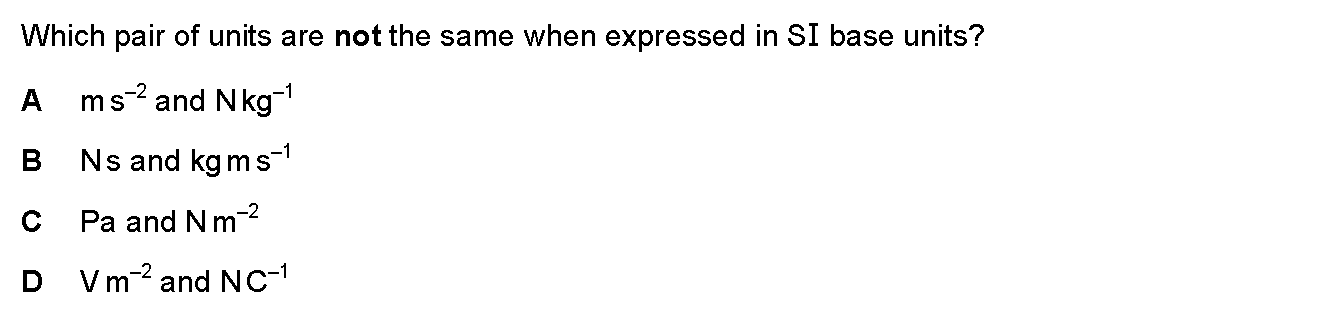 Which pair of units are not the same when expressed in SI base units?
A m s⁻² and N kg⁻¹
B N s and kg m s⁻¹
C Pa and N m⁻²
D V m⁻² and N C⁻¹